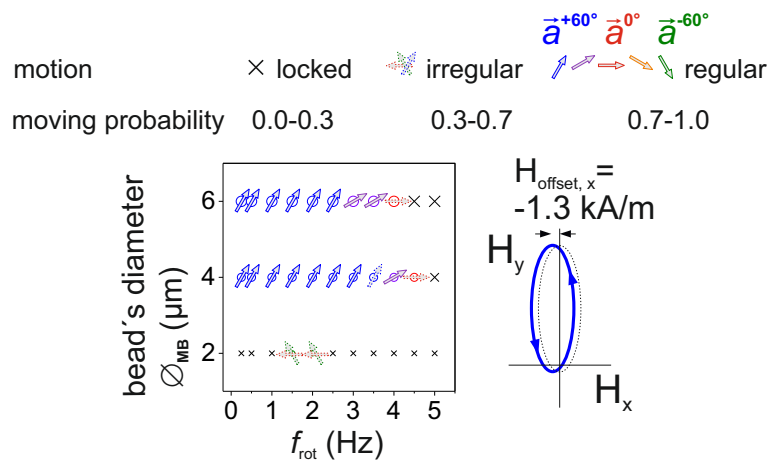 a⃗+60° a⃗0° a⃗-60°
motion × locked irregular regular
moving probability 0.0-0.3 0.3-0.7 0.7-1.0
bead´s diameter
∅MB (µm)
6
4
2
0 1 2 3 4 5
frot (Hz)
Hoffset, x=
-1.3 kA/m
Hy
Hx